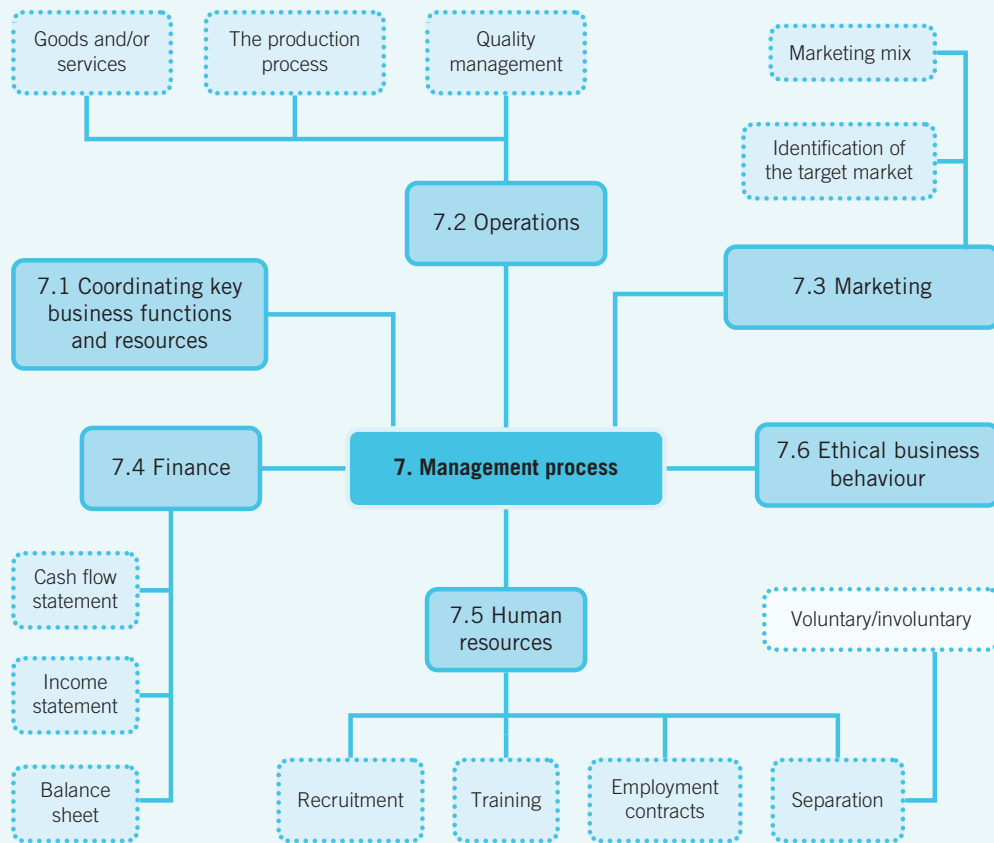 Goods and/or
services
The production
process
Quality
management
Marketing mix
Identification of
the target market
7.2 Operations
7.1 Coordinating key
business functions
and resources
7.3 Marketing
7.4 Finance
7. Management process
7.6 Ethical business
behaviour
Cash flow
statement
Income
statement
Balance
sheet
7.5 Human
resources
Voluntary/involuntary
Recruitment
Training
Employment
contracts
Separation